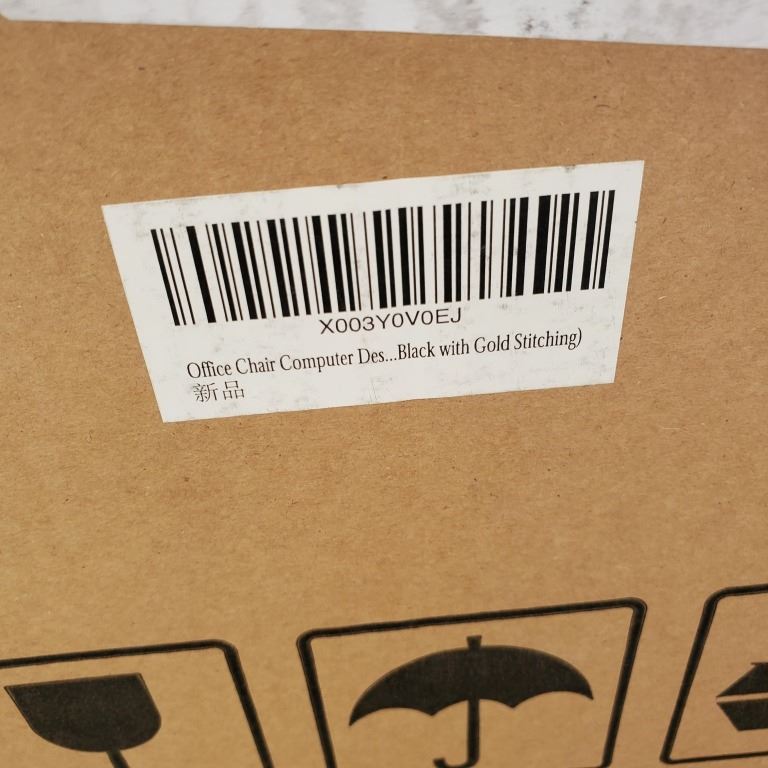 X003Y0V0EJ
Office Chair Computer Des...Black with Gold Stitching)
新品